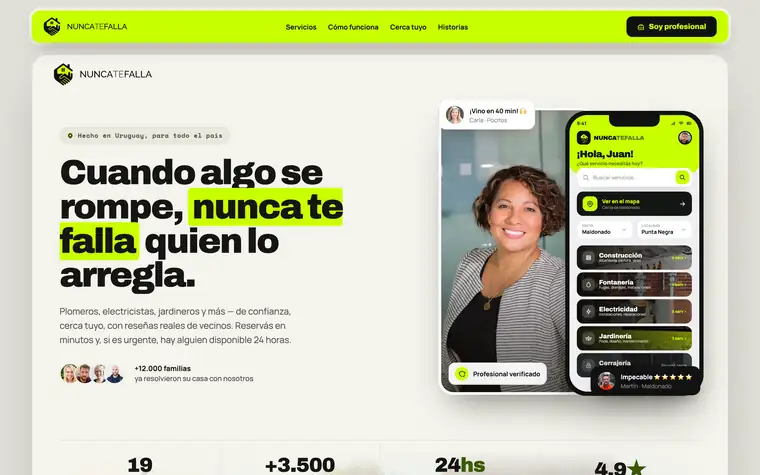 NUNCATEFALLA
Servicios
Cómo funciona
Cerca tuyo
Historias
Soy profesional
NUNCATEFALLA
Hecho en Uruguay, para todo el país
Cuando algo se
rompe, nunca te
falla quien lo
arregla.
Plomeros, electricistas, jardineros y más — de confianza,
cerca tuyo, con reseñas reales de vecinos. Reservás en
minutos y, si es urgente, hay alguien disponible 24 horas.
+12.000 familias
ya resolvieron su casa con nosotros
¡Vino en 40 min! 🙌
Carla · Pocitos
Profesional verificado
9:41
NUNCATEFALLA
¡Hola, Juan!
¿Qué servicio necesitás hoy?
Buscar servicios
Ver en el mapa
Maldonado
Punta Negra
Construcción
Fontanería
Electricidad
Jardinería
Cerrajería
Impecable ★★★★★
Martín · Maldonado
19
+3.500
24hs
4.9★